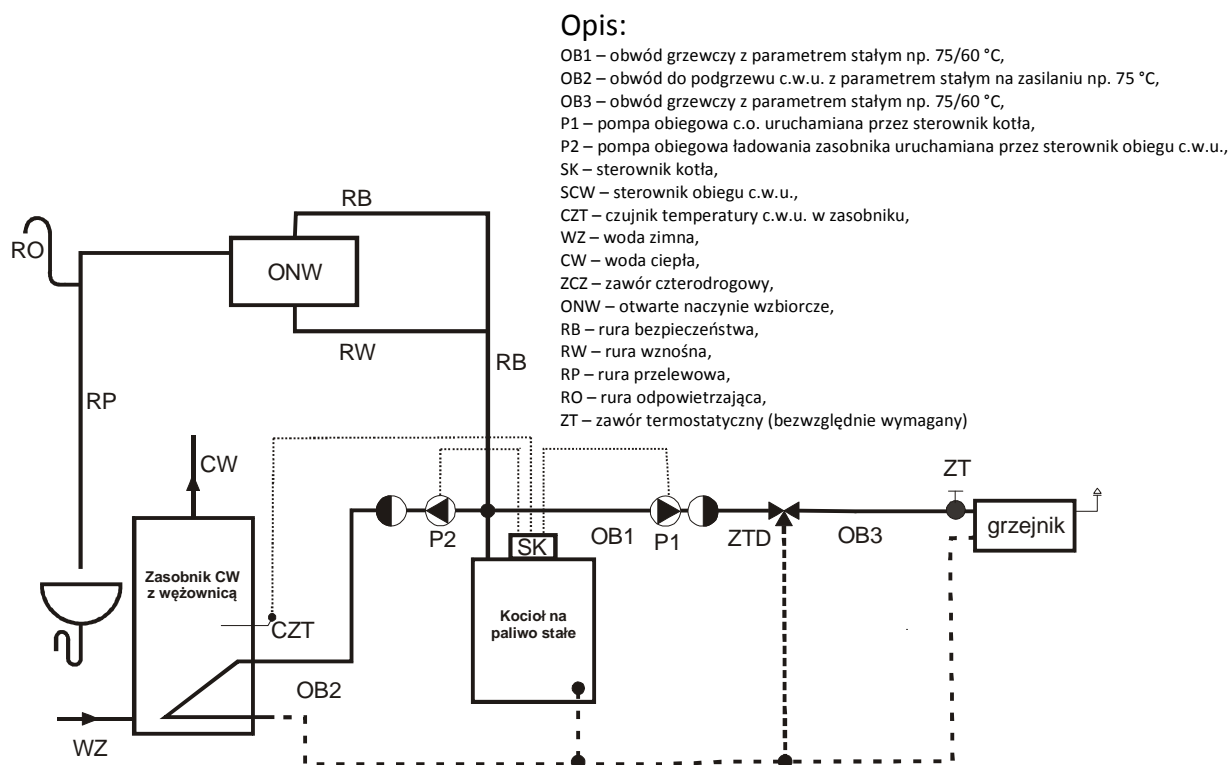 Opis:
OB1 – obwód grzewczy z parametrem stałym np. 75/60 °C,
OB2 – obwód do podgrzewu c.w.u. z parametrem stałym na zasilaniu np. 75 °C,
OB3 – obwód grzewczy z parametrem stałym np. 75/60 °C,
P1 – pompa obiegowa c.o. uruchamiana przez sterownik kotła,
P2 – pompa obiegowa ładowania zasobnika uruchamiana przez sterownik obiegu c.w.u.,
SK – sterownik kotła,
SCW – sterownik obiegu c.w.u.,
CZT – czujnik temperatury c.w.u. w zasobniku,
WZ – woda zimna,
CW – woda ciepła,
ZCZ – zawór czterodrogowy,
ONW – otwarte naczynie wzbiorcze,
RB – rura bezpieczeństwa,
RW – rura wznośna,
RP – rura przelewowa,
RO – rura odpowietrzająca,
ZT – zawór termostatyczny (bezwzględnie wymagany)
RB
RO
ONW
RW
RB
RP
CW
ZT
P2
OB1
P1
ZTD
OB3
grzejnik
SK
Zasobnik CW
z wężownicą
Kocioł na
paliwo stałe
CZT
OB2
WZ